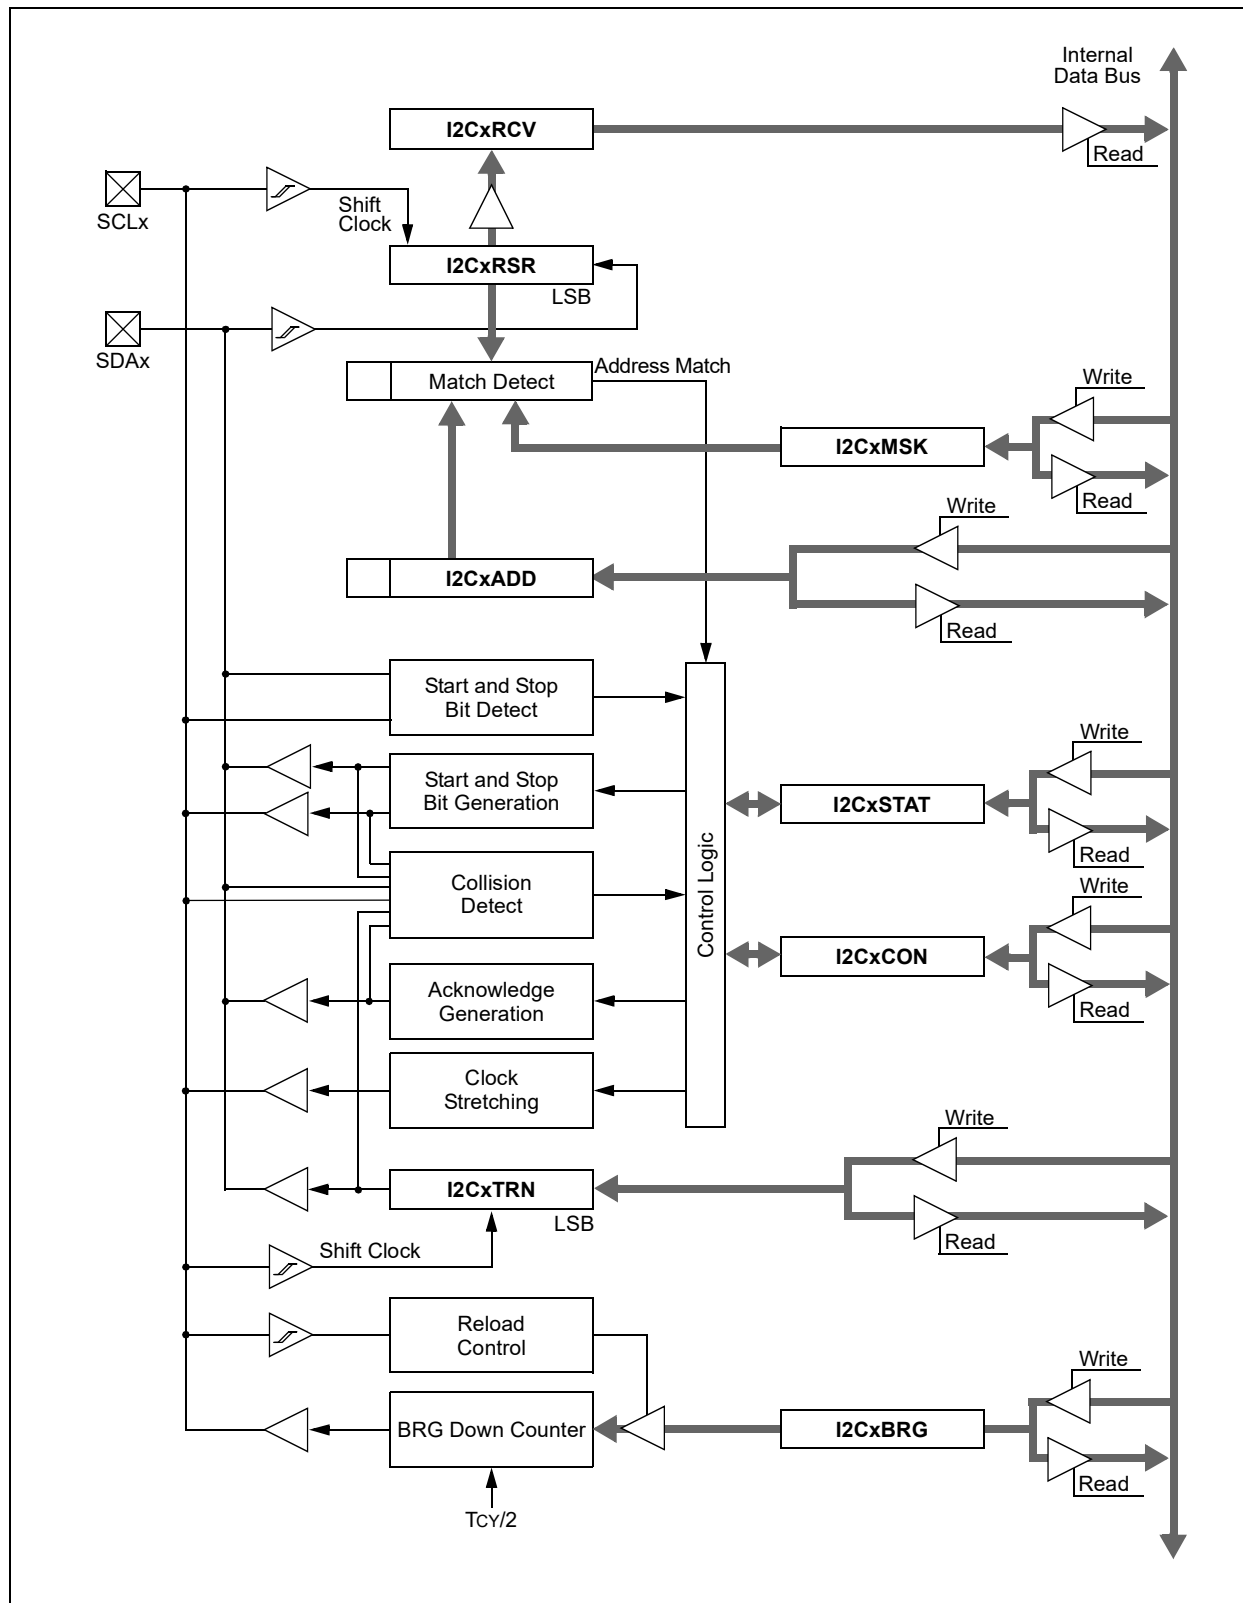 Internal
Data Bus
I2CxRCV
Read
SCLx
Shift
Clock
I2CxRSR
LSB
SDAx
Address Match
Match Detect
Write
I2CxMSK
Read
Write
I2CxADD
Read
Start and Stop
Bit Detect
Write
Start and Stop
Bit Generation
I2CxSTAT
Read
Control Logic
Collision
Detect
Write
I2CxCON
Acknowledge
Generation
Read
Clock
Stretching
Write
I2CxTRN
LSB
Read
Shift Clock
Reload
Control
Write
BRG Down Counter
I2CxBRG
Read
TCY/2